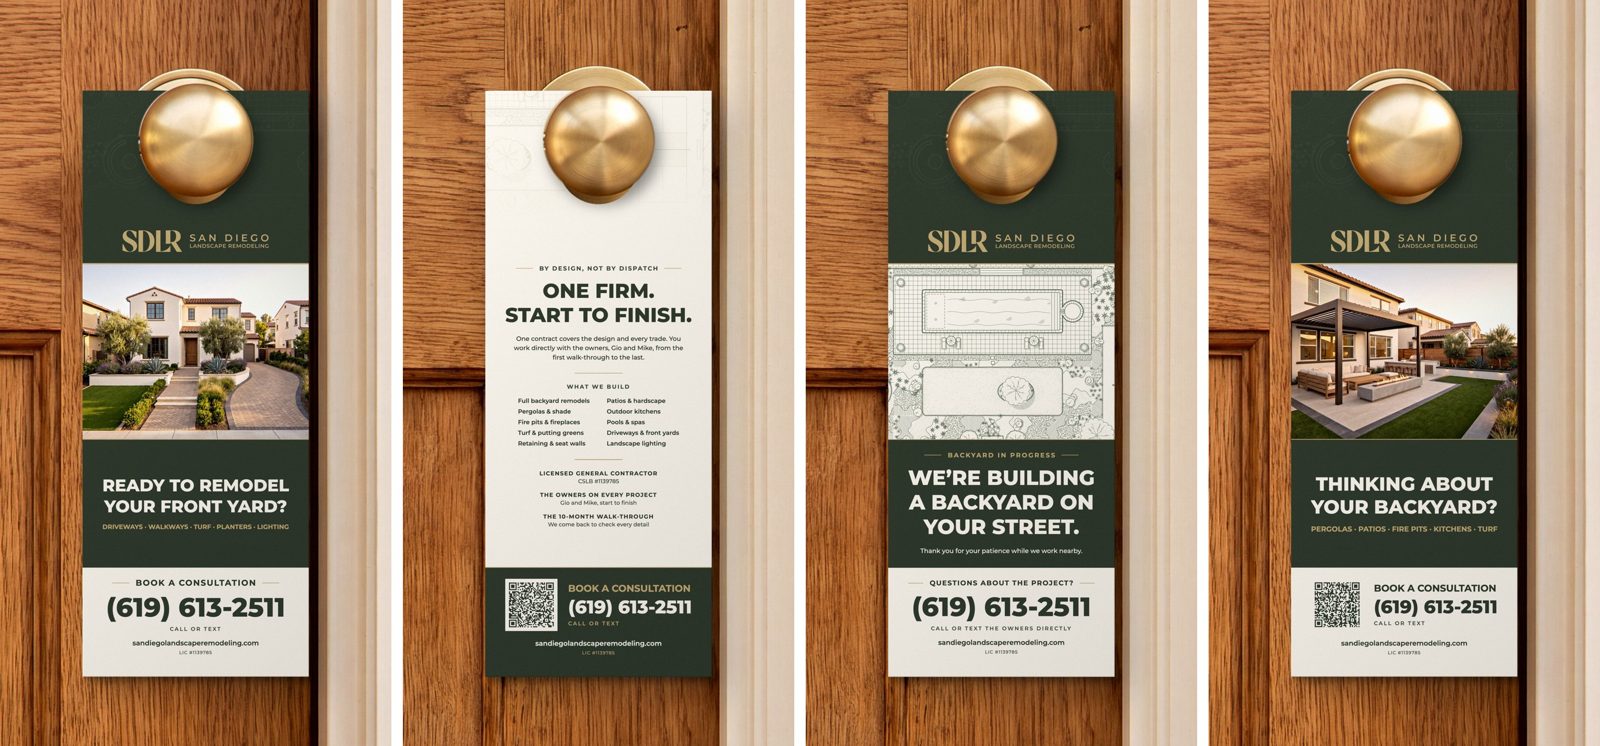 SDLR SAN DIEGO
LANDSCAPE REMODELING
READY TO REMODEL
YOUR FRONT YARD?
DRIVEWAYS · WALKWAYS · TURF · PLANTERS · LIGHTING
BOOK A CONSULTATION
(619) 613-2511
CALL OR TEXT
sandiegolandscaperemodeling.com
LIC #1139785
BY DESIGN, NOT BY DISPATCH
ONE FIRM.
START TO FINISH.
One contract covers the design and every trade. You
work directly with the owners, Gio and Mike, from the
first walk-through to the last.
WHAT WE BUILD
Full backyard remodels
Pergolas & shade
Fire pits & fireplaces
Turf & putting greens
Retaining & seat walls
Patios & hardscape
Outdoor kitchens
Pools & spas
Driveways & front yards
Landscape lighting
LICENSED GENERAL CONTRACTOR
CSLB #1139785
THE OWNERS ON EVERY PROJECT
Gio and Mike, start to finish
THE 10-MONTH WALK-THROUGH
We come back to check every detail
BOOK A CONSULTATION
(619) 613-2511
CALL OR TEXT
sandiegolandscaperemodeling.com
LIC #1139785
SDLR SAN DIEGO
LANDSCAPE REMODELING
BACKYARD IN PROGRESS
WE'RE BUILDING
A BACKYARD ON
YOUR STREET.
Thank you for your patience while we work nearby.
QUESTIONS ABOUT THE PROJECT?
(619) 613-2511
CALL OR TEXT THE OWNERS DIRECTLY
sandiegolandscaperemodeling.com
LIC #1139785
SDLR SAN DIEGO
LANDSCAPE REMODELING
THINKING ABOUT
YOUR BACKYARD?
PERGOLAS · PATIOS · FIRE PITS · KITCHENS · TURF
BOOK A CONSULTATION
(619) 613-2511
CALL OR TEXT
sandiegolandscaperemodeling.com
LIC #1139785